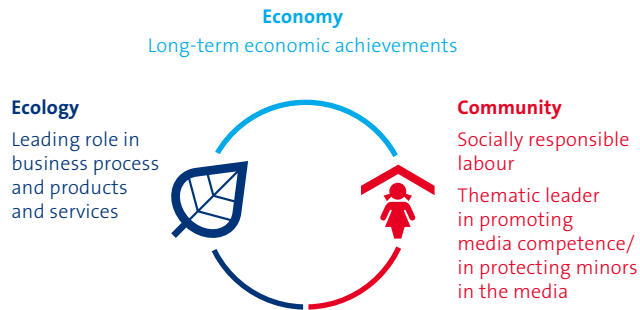 Economy
Long-term economic achievements
Ecology
Leading role in
business process
and products
and services
Community
Socially responsible
labour
Thematic leader
in promoting
media competence/
in protecting minors
in the media